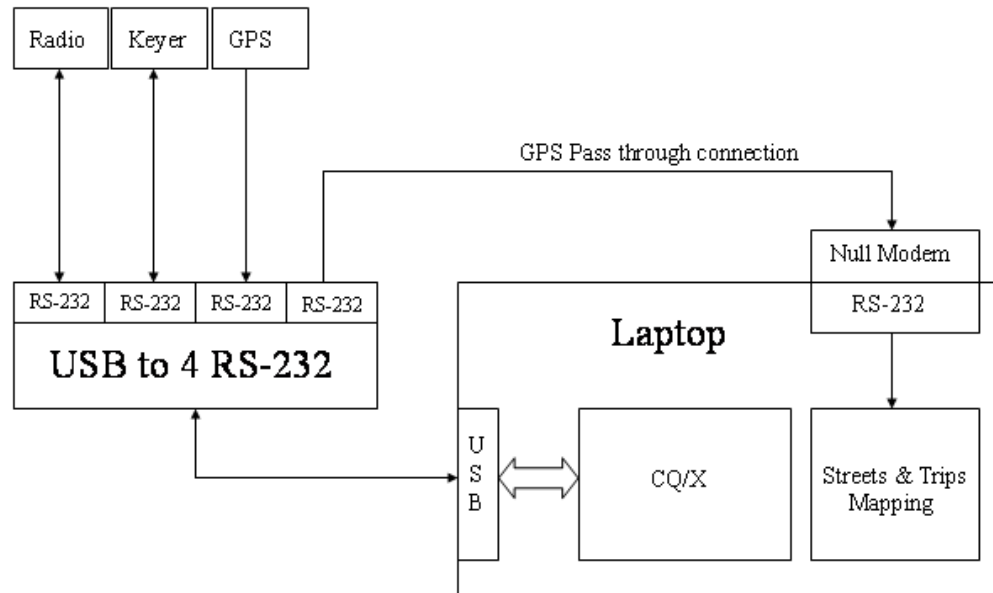 Radio
Keyer
GPS
GPS Pass through connection
Null Modem
RS-232
RS-232
RS-232
RS-232
RS-232
Laptop
USB to 4 RS-232
U
S
B
CQ/X
Streets & Trips
Mapping